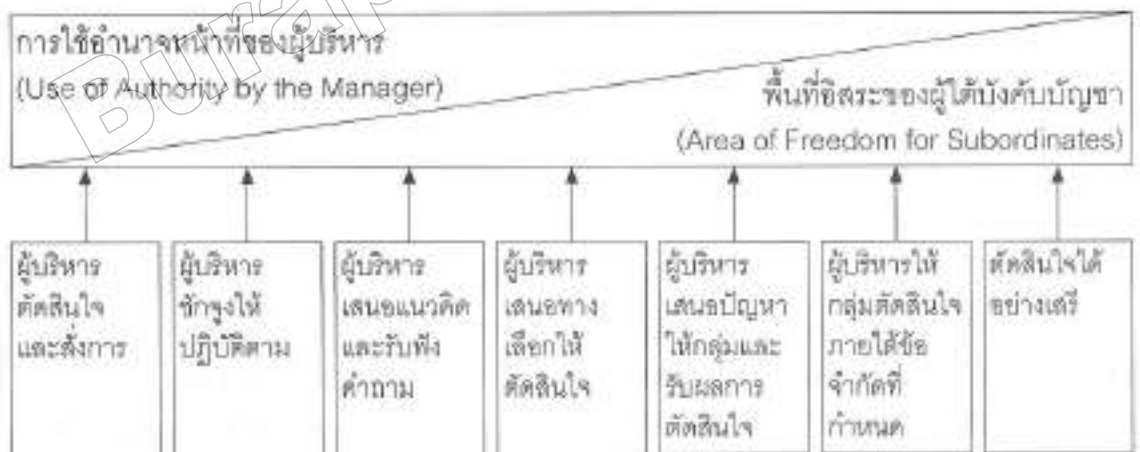 การใช้อำนาจหน้าที่ของผู้บริหาร
(Use of Authority by the Manager)
พื้นที่อิสระของผู้ใต้บังคับบัญชา
(Area of Freedom for Subordinates)
ผู้บริหาร
ตัดสินใจ
และสั่งการ
ผู้บริหาร
ชักจูงให้
ปฏิบัติตาม
ผู้บริหาร
เสนอแนวคิด
และรับฟัง
คำถาม
ผู้บริหาร
เสนอทาง
เลือกให้
ตัดสินใจ
ผู้บริหาร
เสนอปัญหา
ให้กลุ่มและ
รับผลการ
ตัดสินใจ
ผู้บริหารให้
กลุ่มตัดสินใจ
ภายใต้ข้อ
จำกัดที่
กำหนด
ตัดสินใจได้
อย่างเสรี